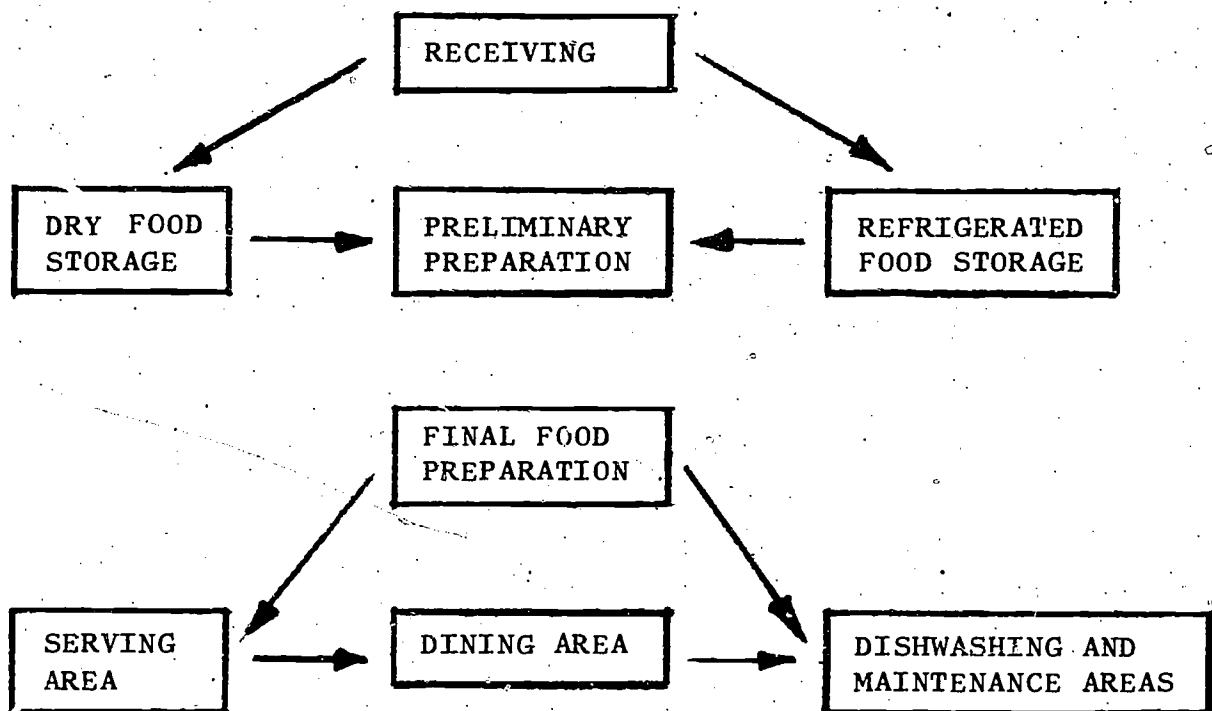 RECEIVING
DRY FOOD
STORAGE
PRELIMINARY
PREPARATION
REFRIGERATED
FOOD STORAGE
FINAL FOOD
PREPARATION
SERVING
AREA
DINING AREA
DISHWASHING AND
MAINTENANCE AREAS